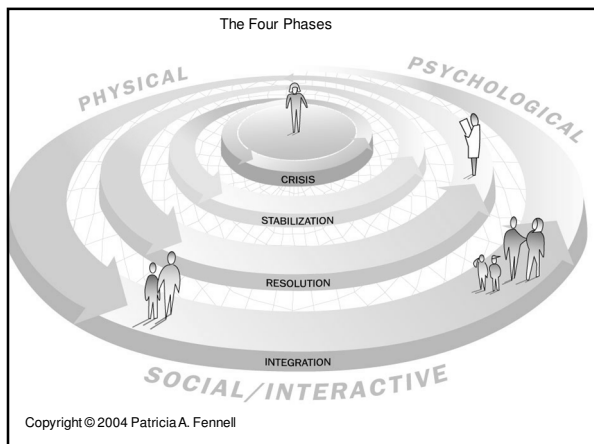 The Four Phases
PHYSICAL
PSYCHOLOGICAL
CRISIS
STABILIZATION
RESOLUTION
INTEGRATION
SOCIAL/INTERACTIVE
Copyright © 2004 Patricia A. Fennell